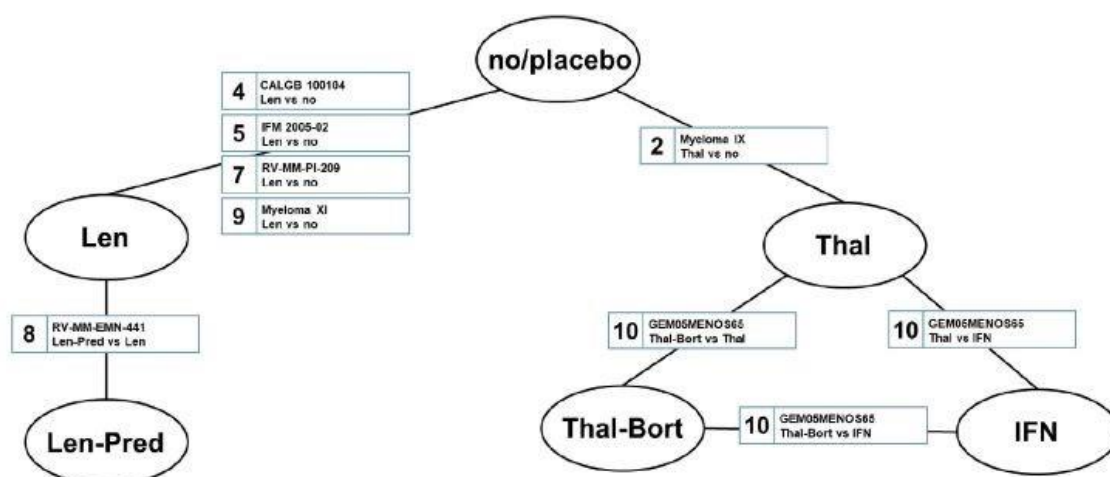 no/placebo
4
CALGB 100104
Len vs no
5
IFM 2005-02
Len vs no
7
RV-MM-PI-209
Len vs no
9
Myeloma XI
Len vs no
2
Myeloma IX
Thal vs no
Len
Thal
8
RV-MM-EMN-441
Len-Pred vs Len
10
GEM05MENOS65
Thal-Bort vs Thal
10
GEM05MENOS65
Thal vs IFN
Len-Pred
Thal-Bort
10
GEM05MENOS65
Thal-Bort vs IFN
IFN